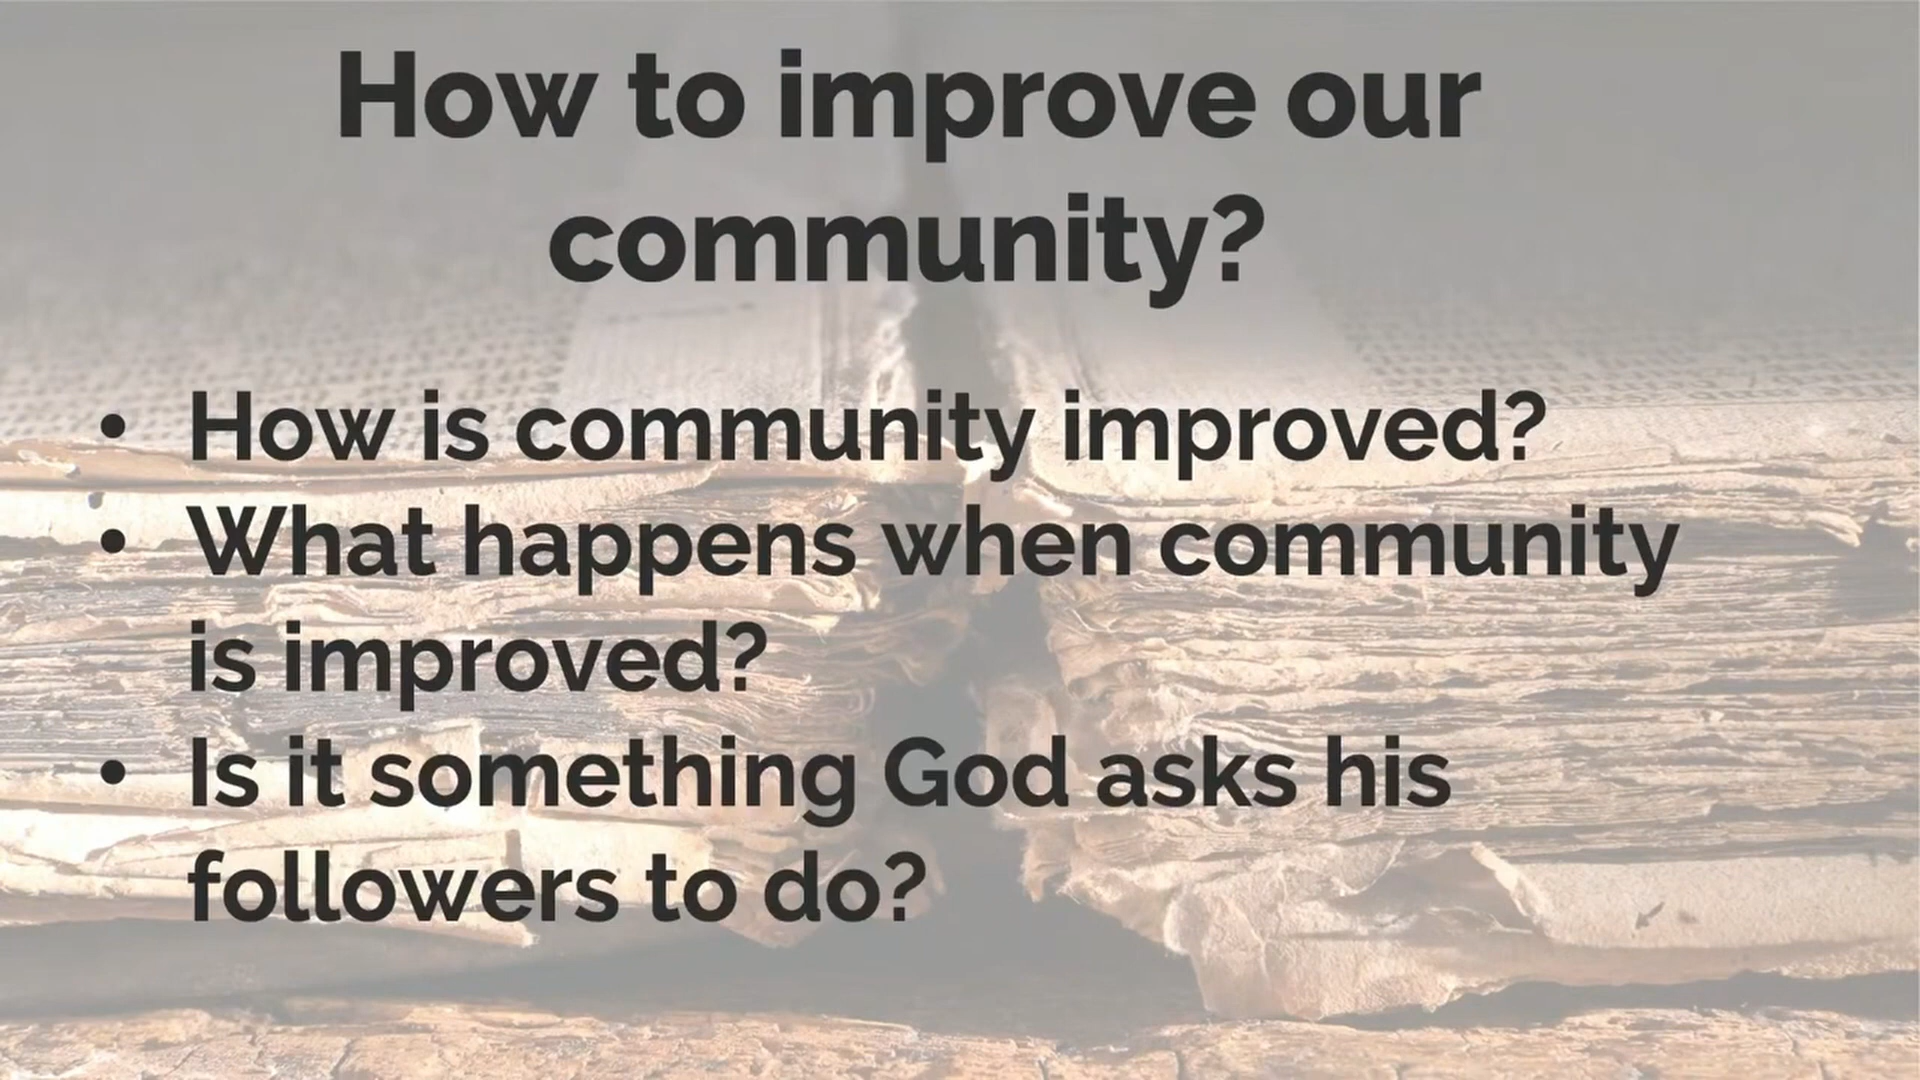 How to improve our
community?
• How is community improved?
• What happens when community
is improved?
• Is it something God asks his
followers to do?